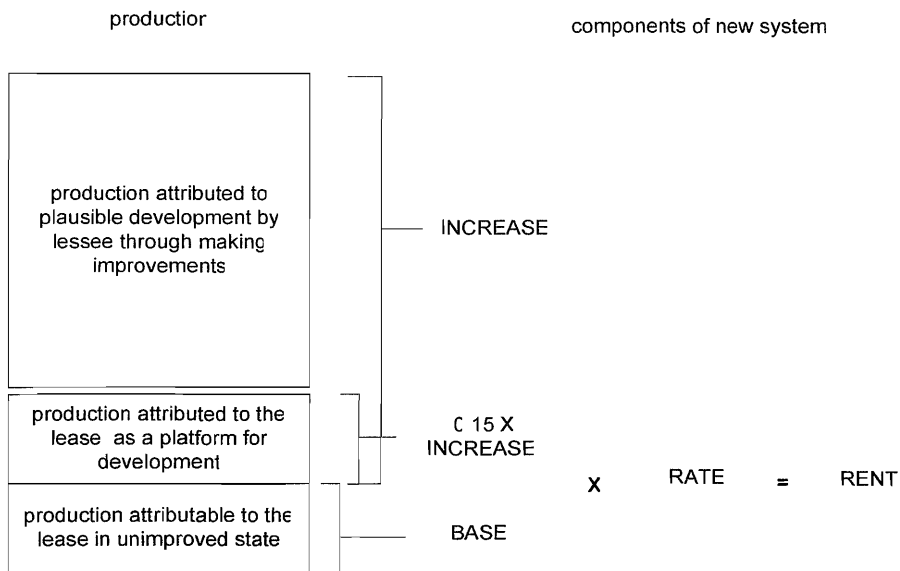 productior
components of new system
production attributed to
plausible development by
lessee through making
improvements
INCREASE
production attributed to the
lease as a platform for
development
C 15 X
INCREASE
X RATE = RENT
production attributable to the
lease in unimproved state
BASE